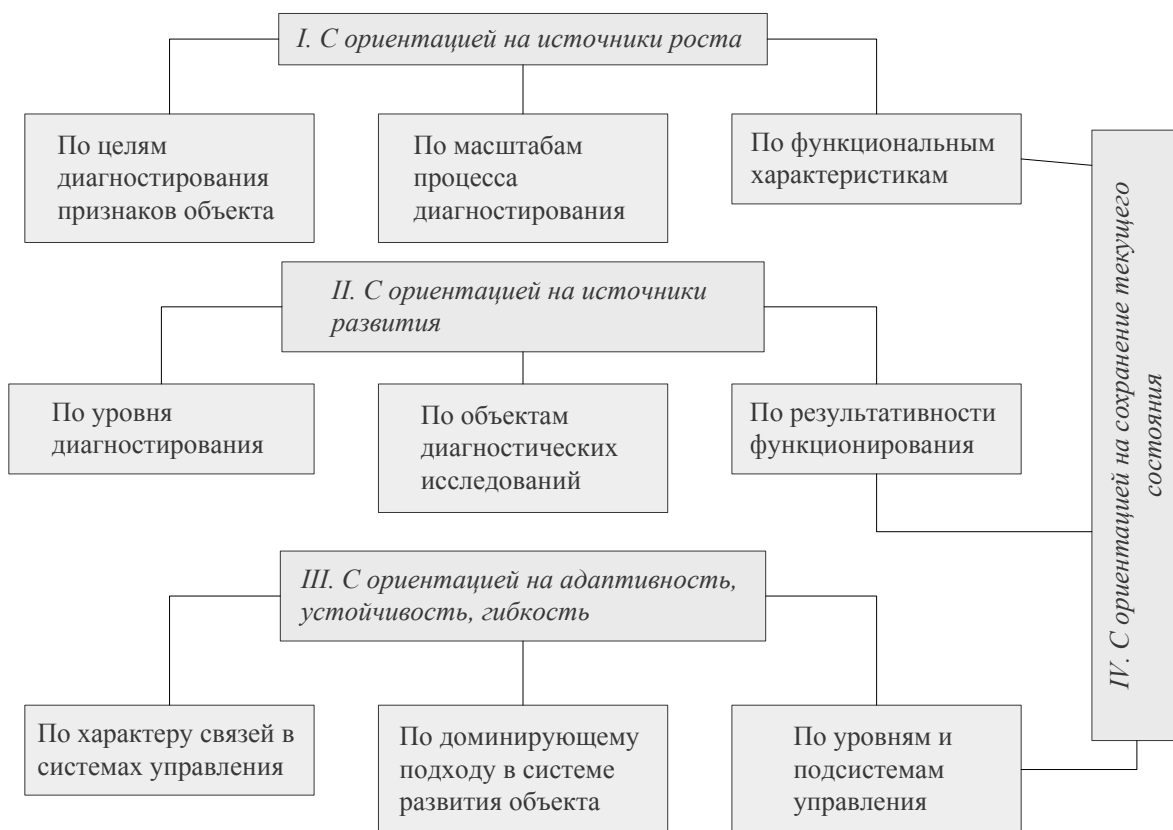 I. С ориентацией на источники роста
По целям
диагностирования
признаков объекта
По масштабам
процесса
диагностирования
По функциональным
характеристикам
II. С ориентацией на источники
развития
По уровня
диагностирования
По объектам
диагностических
исследований
По результативности
функционирования
III. С ориентацией на адаптивность,
устойчивость, гибкость
По характеру связей в
системах управления
По доминирующему
подходу в системе
развития объекта
По уровням и
подсистемам
управления
IV. С ориентацией на сохранение текущего
состояния